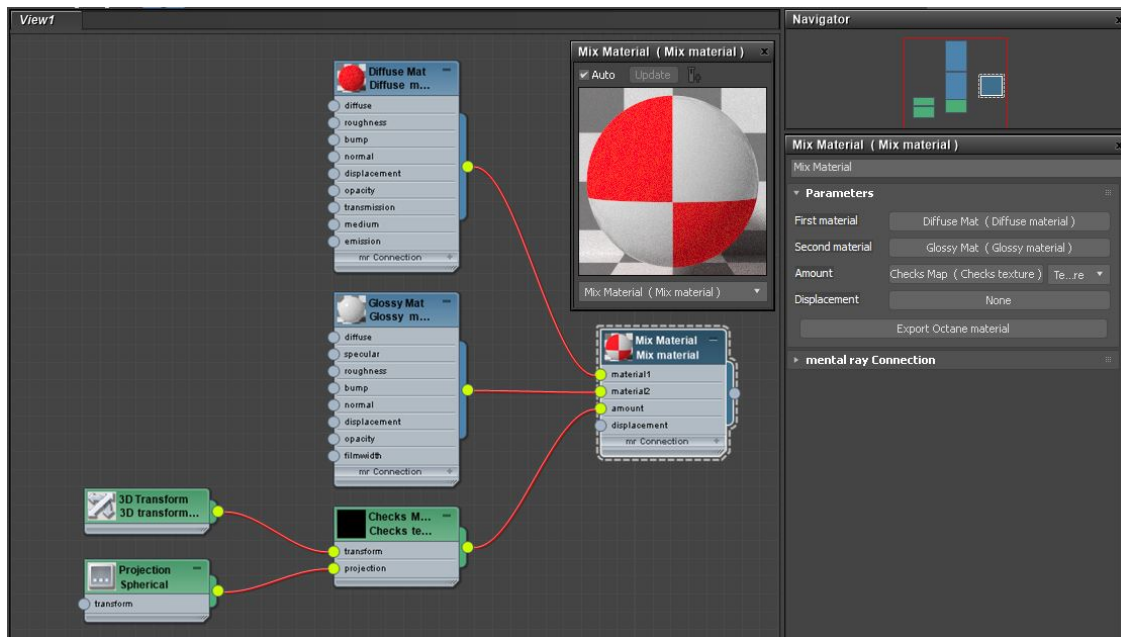 View1
Diffuse Mat
Diffuse m...
diffuse
roughness
bump
normal
displacement
opacity
transmission
medium
emission
mr Connection
Glossy Mat
Glossy m...
diffuse
specular
roughness
bump
normal
displacement
opacity
filmwidth
mr Connection
3D Transform
3D transform...
Projection
Spherical
transform
Checks M...
Checks te...
transform
projection
Mix Material ( Mix material )
Auto Update
Mix Material ( Mix material )
Mix Material
Mix material
material1
material2
amount
displacement
mr Connection
Navigator
Mix Material ( Mix material )
Mix Material
Parameters
First material Diffuse Mat ( Diffuse material )
Second material Glossy Mat ( Glossy material )
Amount Checks Map ( Checks texture ) Te...re
Displacement None
Export Octane material
mental ray Connection